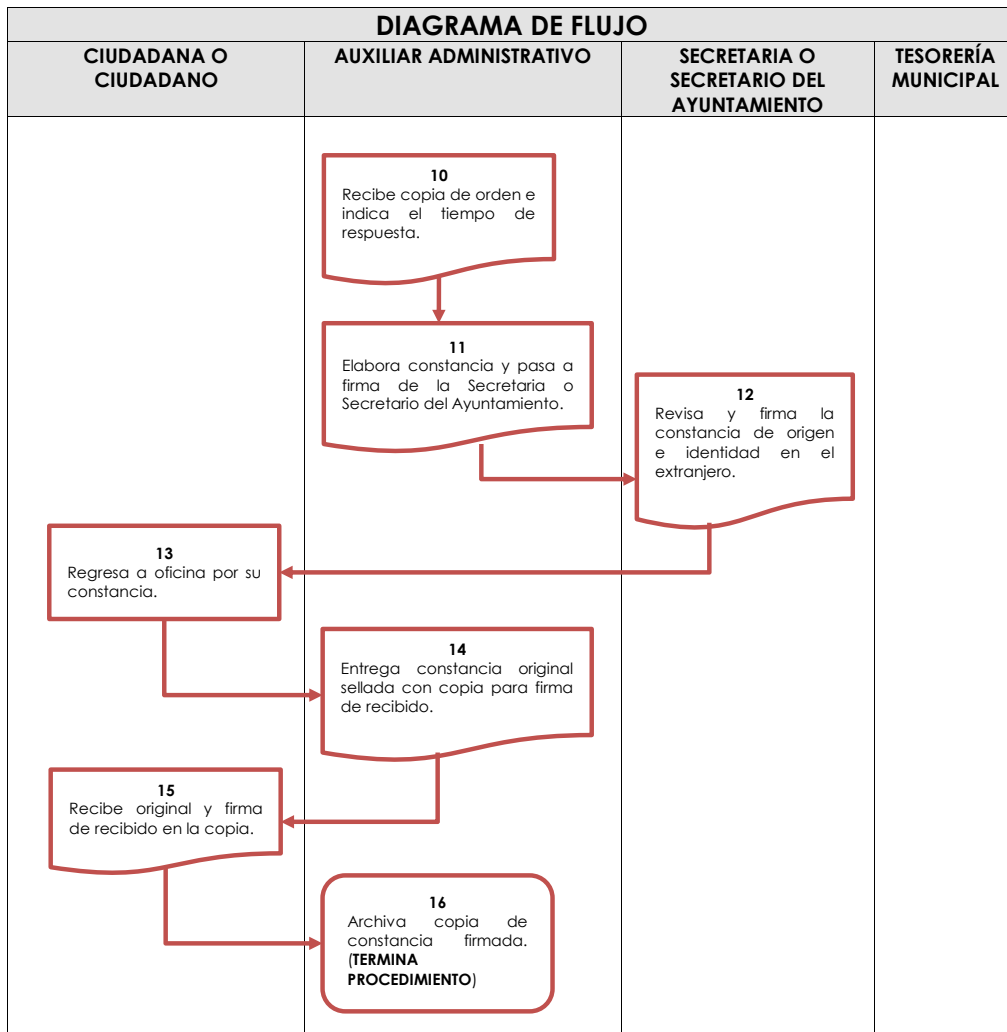 DIAGRAMA DE FLUJO
CIUDADANA O
CIUDADANO
AUXILIAR ADMINISTRATIVO
SECRETARIA O
SECRETARIO DEL
AYUNTAMIENTO
TESORERÍA
MUNICIPAL
10
Recibe copia de orden e
indica el tiempo de
respuesta.
11
Elabora constancia y pasa a
firma de la Secretaria o
Secretario del Ayuntamiento.
12
Revisa y firma la
constancia de origen
e identidad en el
extranjero.
13
Regresa a oficina por su
constancia.
14
Entrega constancia original
sellada con copia para firma
de recibido.
15
Recibe original y firma
de recibido en la copia.
16
Archiva copia de
constancia firmada.
(TERMINA
PROCEDIMIENTO)